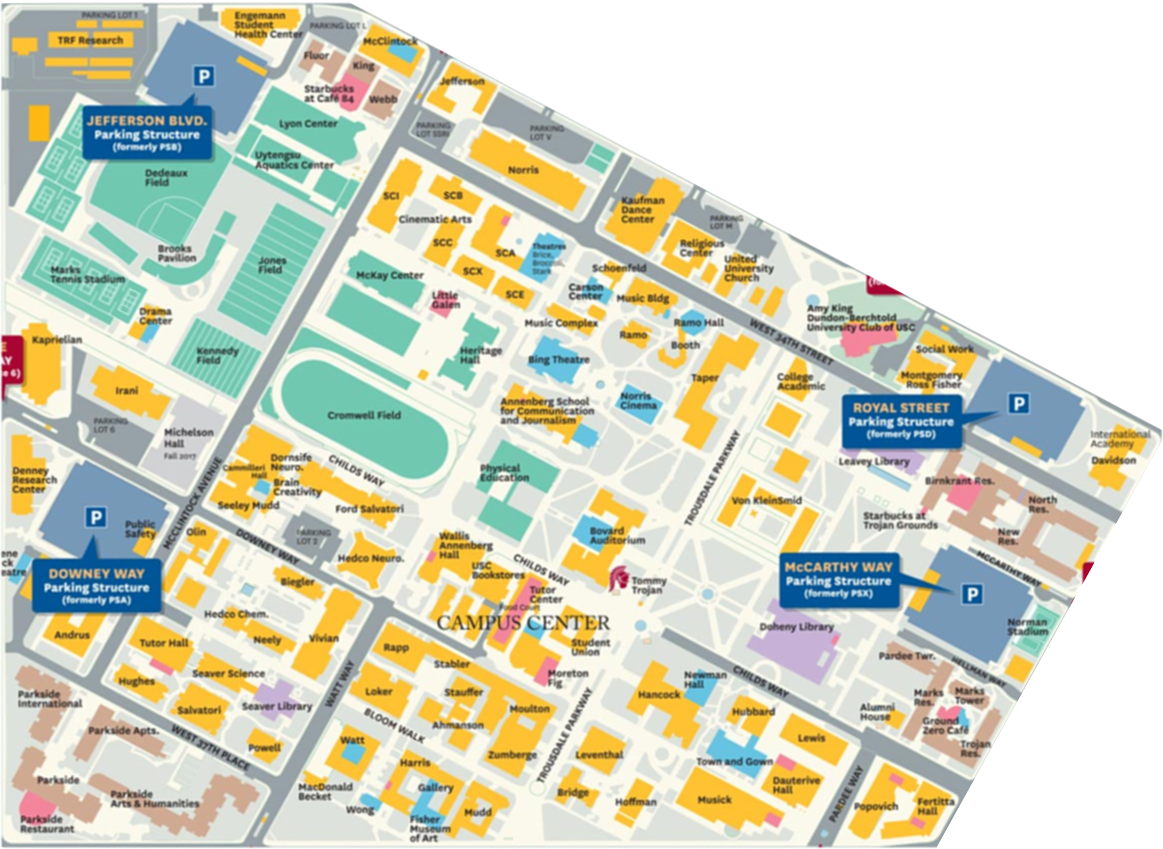 PARKING LOT 1
TRF Research
Engemann
Student
Health Center
PARKING LOT L
McClintock
Fluor
King
Starbucks
at Café 84
Webb
Jefferson
P
JEFFERSON BLVD.
Parking Structure
(formerly PSB)
Lyon Center
Uytengsu
Aquatics Center
PARKING
LOT SSRI
PARKING
LOT V
Norris
Dedeaux
Field
SCI
SCB
Cinematic Arts
SCC
SCA
SCX
SCE
Theatres
Brice,
Stark
Kaufman
Dance
Center
PARKING
LOT M
Religious
Center
United
University
Church
Brooks
Pavilion
Jones
Field
Marks
Tennis Stadium
McKay Center
Little
Galen
Schoenfeld
Carson
Center
Music Bldg
Music Complex
Ramo
Ramo Hall
Booth
WEST 34TH STREET
Amy King
Dundon-Berchtold
University Club of USC
Drama
Center
Kaprielian
E
AY
e 6)
Kennedy
Field
Heritage
Hall
Bing Theatre
Taper
Social Work
Montgomery
Ross Fisher
Irani
College
Academic
Norris
Cinema
Cromwell Field
Annenberg School
for Communication
and Journalism
P
ROYAL STREET
Parking Structure
(formerly PSD)
International
Academy
Davidson
PARKING
LOT 6
Michelson
Hall
Fall 2017
Leavey Library
TROUSDALE PARKWAY
Denney
Research
Center
Cammilleri
Hall
Dornsife
Neuro.
Brain
Creativity
CHILDS WAY
Physical
Education
Birnkrant Res.
North
Res.
Seeley Mudd
Ford Salvatori
Von KleinSmid
Starbucks at
Trojan Grounds
New
Res.
P
Public
Safety
MCCLINTOCK AVENUE
Olin
DOWNEY WAY
PARKING
LOT 2
Hedco Neuro.
Wallis
Annenberg
Hall
USC
Bookstores
CHILDS WAY
Bovard
Auditorium
McCARTHY WAY
ene
ck
eatre
DOWNEY WAY
Parking Structure
(formerly PSA)
Biegler
Tutor
Center
Food Court
Tommy
Trojan
McCARTHY WAY
Parking Structure
(formerly PSX)
P
Hedco Chem.
CAMPUS CENTER
Doheny Library
Norman
Stadium
Andrus
Tutor Hall
Neely
Vivian
Rapp
Stabler
Student
Union
Pardee Twr.
HELLMAN WAY
Hughes
Seaver Science
WATT WAY
Moreton
Fig
Newman
Hall
CHILDS WAY
Parkside
International
Salvatori
Seaver Library
Loker
Stauffer
Moulton
Hancock
Hubbard
Alumni
House
Marks
Res.
Marks
Tower
Ground
Zero Café
Trojan
Res.
Parkside Apts.
WEST 37TH PLACE
Powell
BLOOM WALK
Ahmanson
TROUSDALE PARKWAY
Lewis
Watt
Zumberge
Leventhal
Town and Gown
Harris
Parkside
Parkside
Arts & Humanities
MacDonald
Becket
Gallery
Bridge
Dauterive
Hall
Wong
Hoffman
Musick
PARDEE WAY
Popovich
Fertitta
Hall
Parkside
Restaurant
Fisher
Museum
of Art
Mudd